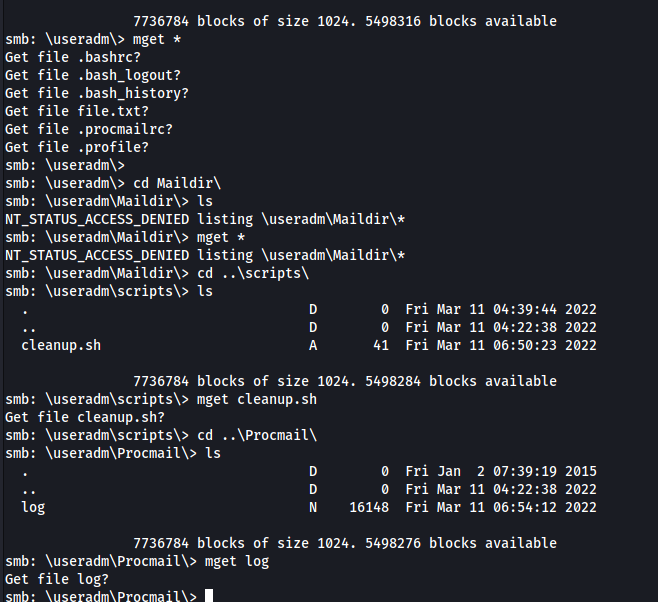 7736784 blocks of size 1024. 5498316 blocks available
smb: \useradm\> mget *
Get file .bashrc?
Get file .bash_logout?
Get file .bash_history?
Get file file.txt?
Get file .procmailrc?
Get file .profile?
smb: \useradm\>
smb: \useradm\> cd Maildir\
smb: \useradm\Maildir\> ls
NT_STATUS_ACCESS_DENIED listing \useradm\Maildir\*
smb: \useradm\Maildir\> mget *
NT_STATUS_ACCESS_DENIED listing \useradm\Maildir\*
smb: \useradm\Maildir\> cd ..\scripts\
smb: \useradm\scripts\> ls
. D 0 Fri Mar 11 04:39:44 2022
.. D 0 Fri Mar 11 04:22:38 2022
cleanup.sh A 41 Fri Mar 11 06:50:23 2022
7736784 blocks of size 1024. 5498284 blocks available
smb: \useradm\scripts\> mget cleanup.sh
Get file cleanup.sh?
smb: \useradm\scripts\> cd ..\Procmail\
smb: \useradm\Procmail\> ls
. D 0 Fri Jan 2 07:39:19 2015
.. D 0 Fri Mar 11 04:22:38 2022
log N 16148 Fri Mar 11 06:54:12 2022
7736784 blocks of size 1024. 5498276 blocks available
smb: \useradm\Procmail\> mget log
Get file log?
smb: \useradm\Procmail\>